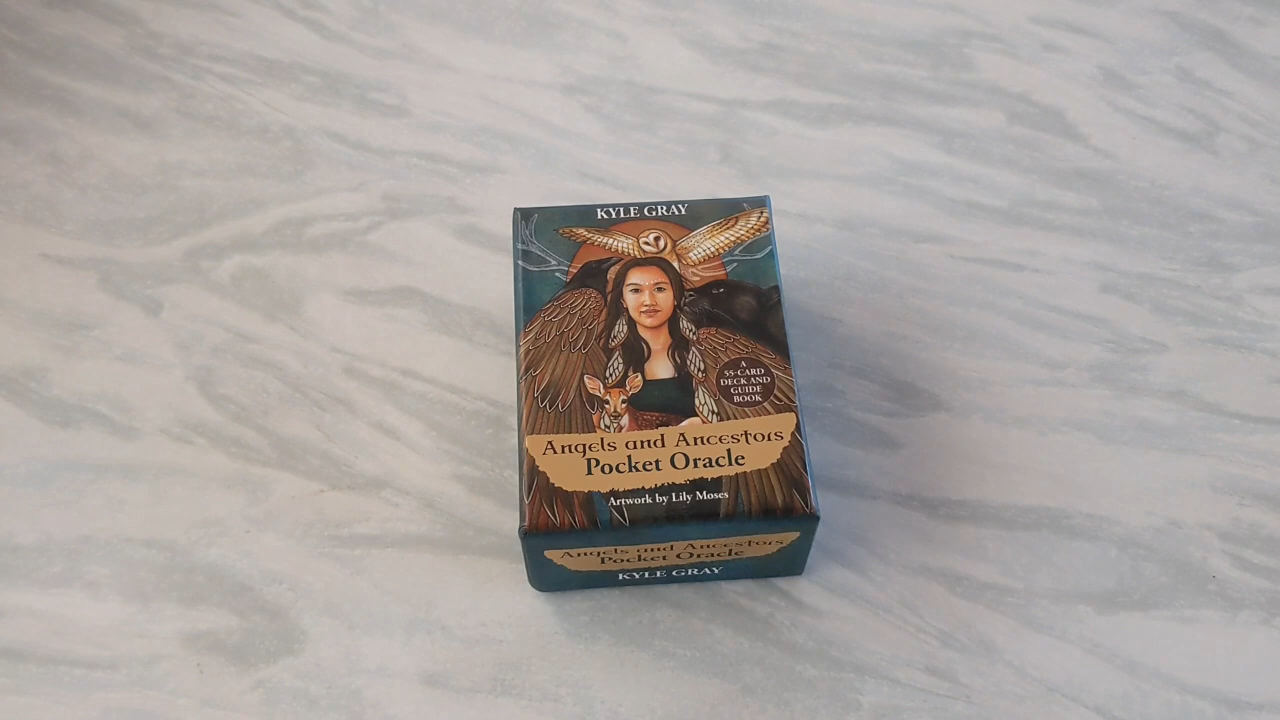 KYLE GRAY
A
55-CARD
DECK AND
GUIDE
BOOK
Angels and Ancestors
Pocket Oracle
Artwork by Lily Moses
Angels and Ancestors
Pocket Oracle
KYLE GRAY